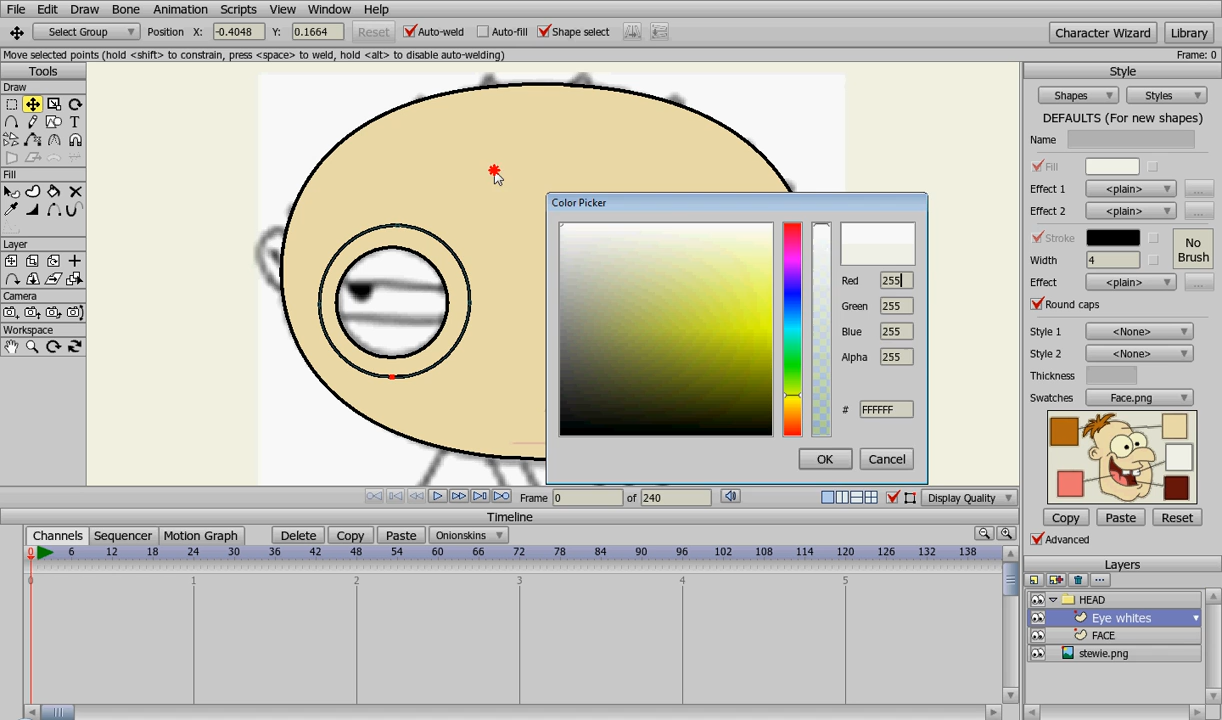 File Edit Draw Bone Animation Scripts View Window Help
Select Group Position X: -0.4048 Y: 0.1664 Reset Auto-weld Auto-fill Shape select Character Wizard Library
Move selected points (hold <shift> to constrain, press <space> to weld, hold <alt> to disable auto-welding) Frame: 0
Tools
Draw
T
Fill
Layer
Camera
Workspace
Color Picker
Red 255
Green 255
Blue 255
Alpha 255
# FFFFFF
OK Cancel
Style
Shapes Styles
DEFAULTS (For new shapes)
Name
Fill
Effect 1 <plain> ...
Effect 2 <plain> ...
Stroke
No Brush
Width 4
Effect <plain> ...
Round caps
Style 1 <None>
Style 2 <None>
Thickness
Swatches Face.png
Copy Paste Reset
Advanced
Frame 0 of 240 Display Quality
Timeline
Channels Sequencer Motion Graph Delete Copy Paste Onionskins
0 6 12 18 24 30 36 42 48 54 60 66 72 78 84 90 96 102 108 114 120 126 132 138
0 1 2 3 4 5
Layers
...
HEAD
Eye whites
FACE
stewie.png